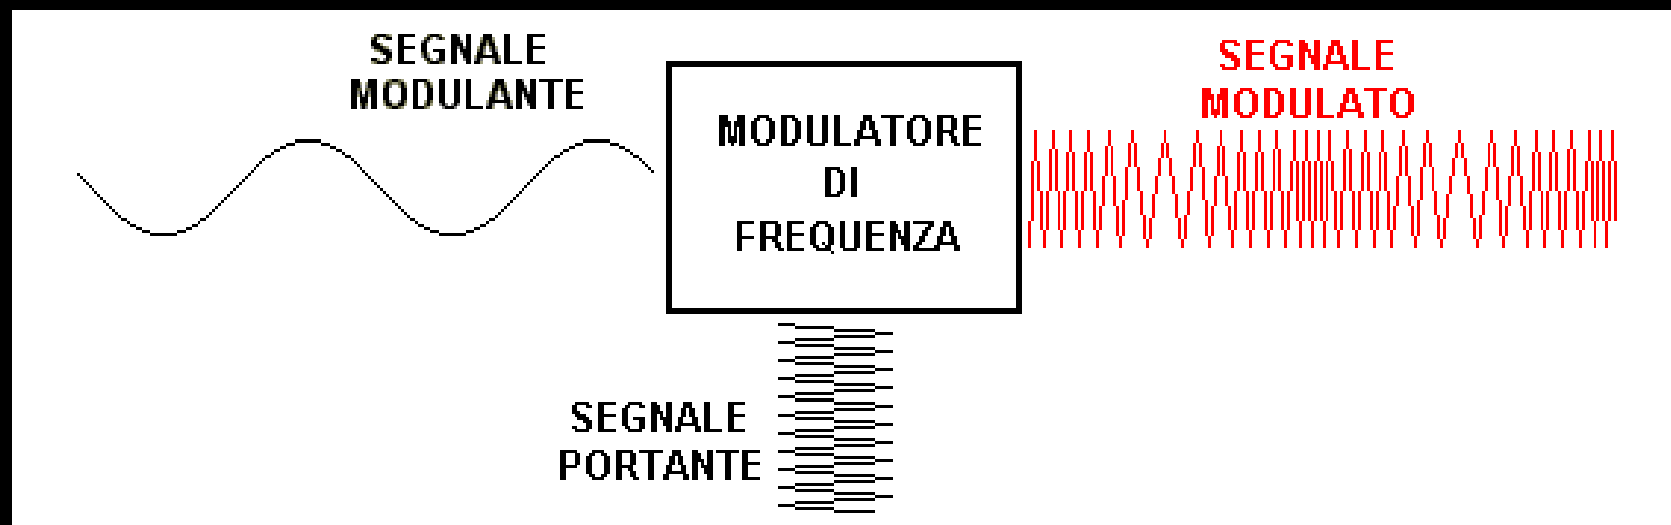 SEGNALE
MODULANTE
MODULATORE
DI
FREQUENZA
SEGNALE
MODULATO
SEGNALE
PORTANTE